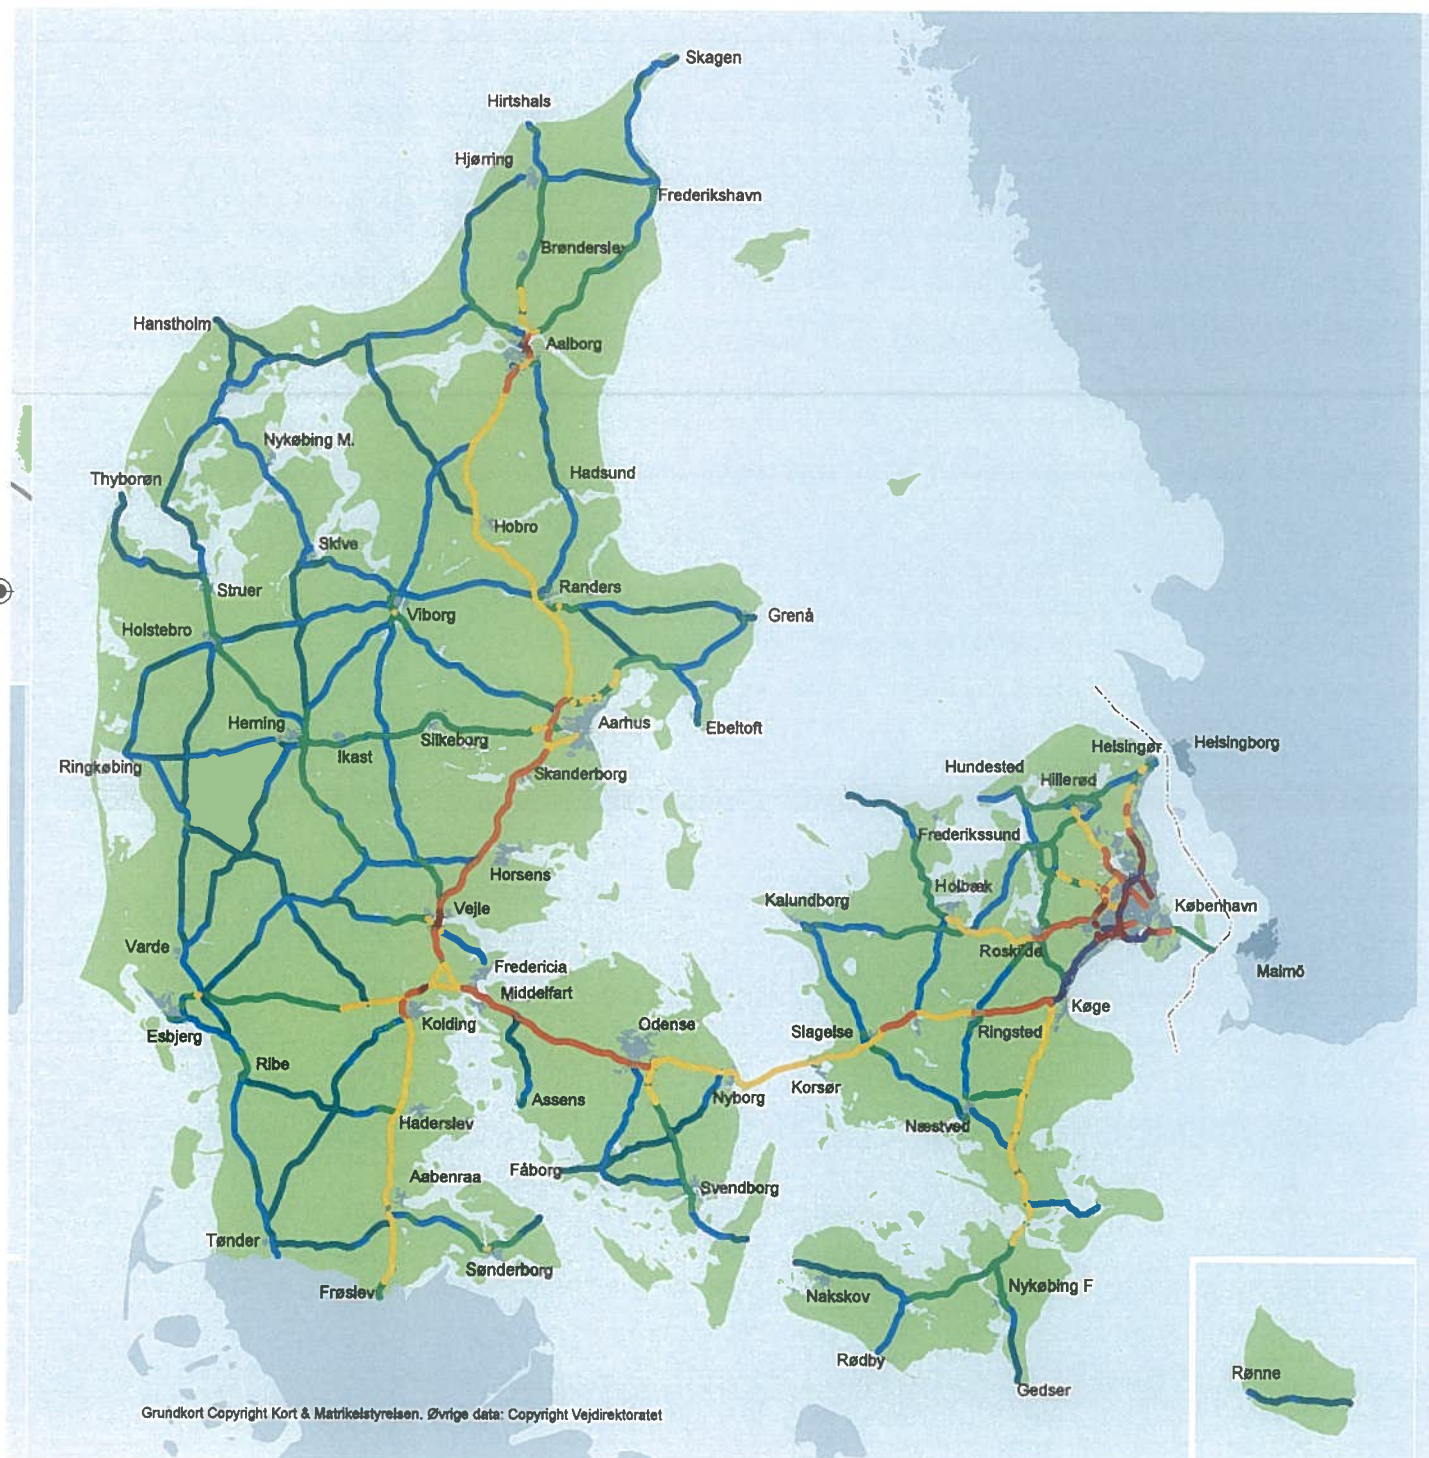 Skagen
Hirtshals
Hjørring
Frederikshavn
Brønderslev
Hanstholm
Aalborg
Nykøbing M.
Hadsund
Thyborøn
Hobro
Skive
Struer
Randers
Viborg
Grenå
Holstebro
Herning
Aarhus
Ebeltoft
Silkeborg
Ikast
Ringkøbing
Skanderborg
Helsingør
Helsingborg
Hundested
Hillerød
Frederikssund
Horsens
Holbæk
Kalundborg
Vejle
København
Varde
Roskilde
Fredericia
Malmö
Middelfart
Køge
Esbjerg
Kolding
Odense
Slagelse
Ringsted
Ribe
Korsør
Assens
Nyborg
Haderslev
Næstved
Fåborg
Aabenraa
Svendborg
Tønder
Sønderborg
Frøslev
Nakskov
Nykøbing F
Rødby
Gedser
Rønne
Grundkort Copyright Kort & Matrikelstyrelsen. Øvrige data: Copyright Vejdirektoratet